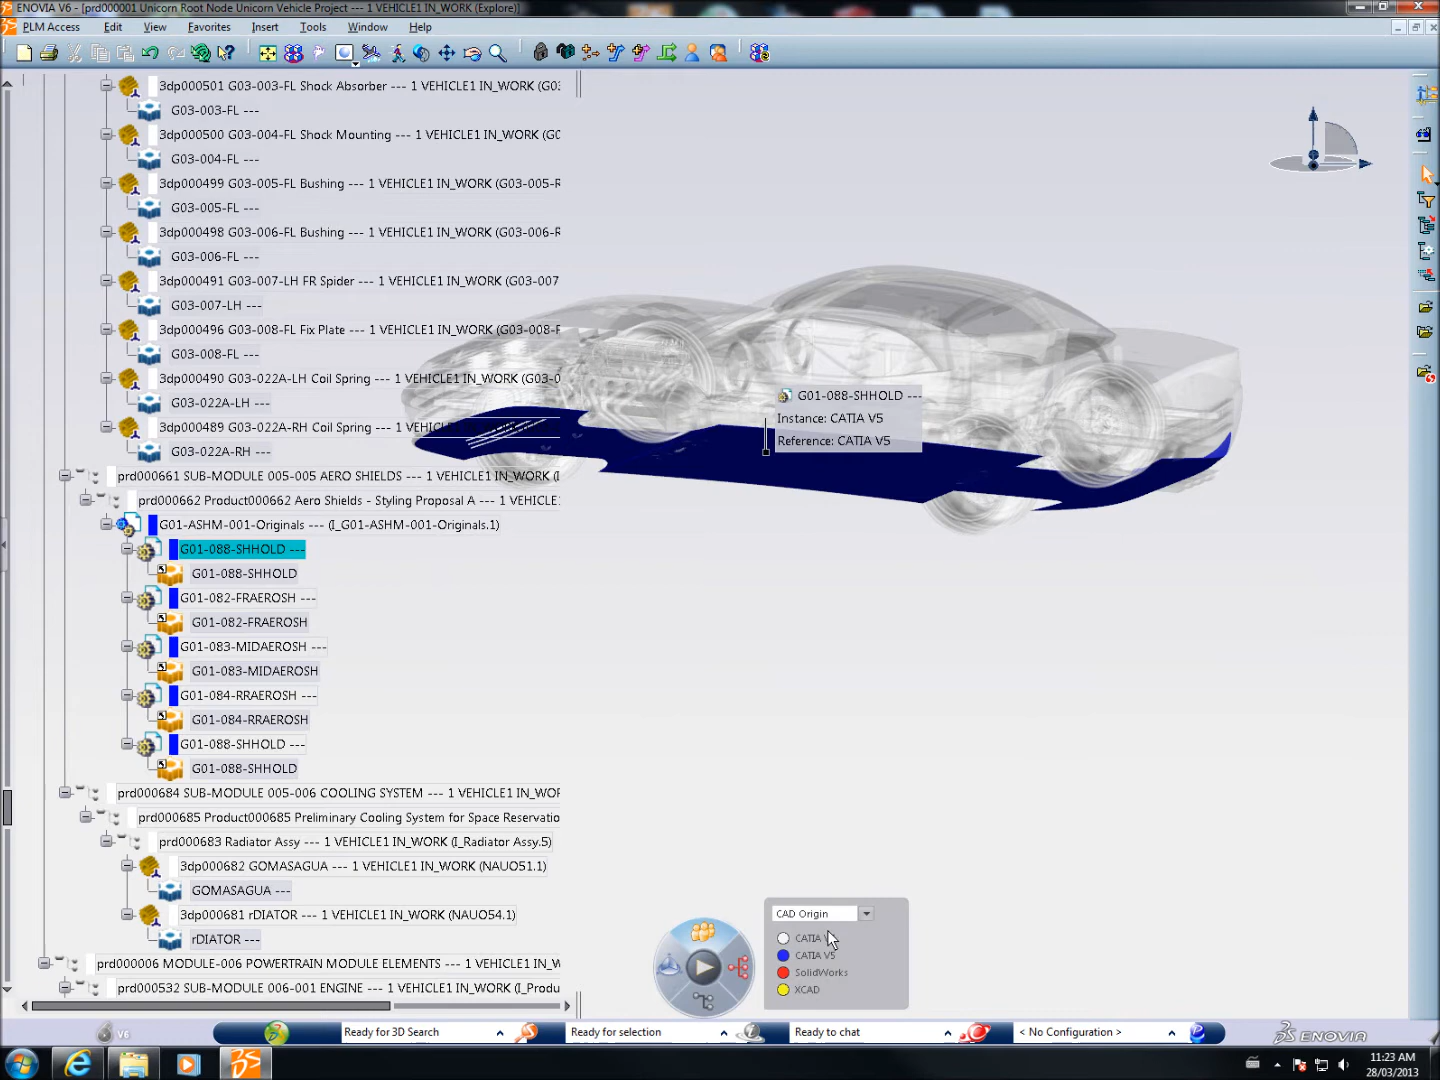 ENOVIA V6 - [prd000001 Unicorn Root Node Unicorn Vehicle Project --- 1 IN_WORK (Explore)]
PLM Access Edit View Favorites Insert Tools Window Help
3dp000501 G03-003-FL Shock Absorber --- 1 VEHICLE1 IN_WORK (G03
G03-003-FL ---
3dp000500 G03-004-FL Shock Mounting --- 1 VEHICLE1 IN_WORK (G0
G03-004-FL ---
3dp000499 G03-005-FL Bushing --- 1 VEHICLE1 IN_WORK (G03-005-F
G03-005-FL ---
3dp000498 G03-006-FL Bushing --- 1 VEHICLE1 IN_WORK (G03-006-F
G03-006-FL ---
3dp000491 G03-007-LH FR Spider --- 1 VEHICLE1 IN_WORK (G03-007
G03-007-LH ---
3dp000496 G03-008-FL Fix Plate --- 1 VEHICLE1 IN_WORK (G03-008-F
G03-008-FL ---
3dp000490 G03-022A-LH Coil Spring --- 1 VEHICLE1 IN_WORK (G03-0
G03-022A-LH ---
3dp000489 G03-022A-RH Coil Spring --- 1 VEHICLE1 IN_WORK (G03-0
G03-022A-RH ---
prd000661 SUB-MODULE 005-005 AERO SHIELDS --- 1 VEHICLE1 IN_WORK (I
prd000662 Product000662 Aero Shields - Styling Proposal A --- 1 VEHICLE:
G01-ASHM-001-Originals --- (I_G01-ASHM-001-Originals.1)
G01-088-SHHOLD ---
G01-088-SHHOLD
G01-082-FRAEROSH ---
G01-082-FRAEROSH
G01-083-MIDAEROSH ---
G01-083-MIDAEROSH
G01-084-RRAEROSH ---
G01-084-RRAEROSH
G01-088-SHHOLD ---
G01-088-SHHOLD
prd000684 SUB-MODULE 005-006 COOLING SYSTEM --- 1 VEHICLE1 IN_WOR
prd000685 Product000685 Preliminary Cooling System for Space Reservatio
prd000683 Radiator Assy --- 1 VEHICLE1 IN_WORK (I_Radiator Assy.5)
3dp000682 GOMASAGUA --- 1 VEHICLE1 IN_WORK (NAUO51.1)
GOMASAGUA ---
3dp000681 rDIATOR --- 1 VEHICLE1 IN_WORK (NAUO54.1)
rDIATOR ---
prd000006 MODULE-006 POWERTRAIN MODULE ELEMENTS --- 1 VEHICLE1 IN_W
prd000532 SUB-MODULE 006-001 ENGINE --- 1 VEHICLE1 IN_WORK (I_Produ
G01-088-SHHOLD ---
Instance: CATIA V5
Reference: CATIA V5
CAD Origin
CATIA V
CATIA V5
SolidWorks
XCAD
V6
Ready for 3D Search
Ready for selection
Ready to chat
< No Configuration >
ENOVIA
11:23 AM
28/03/2013